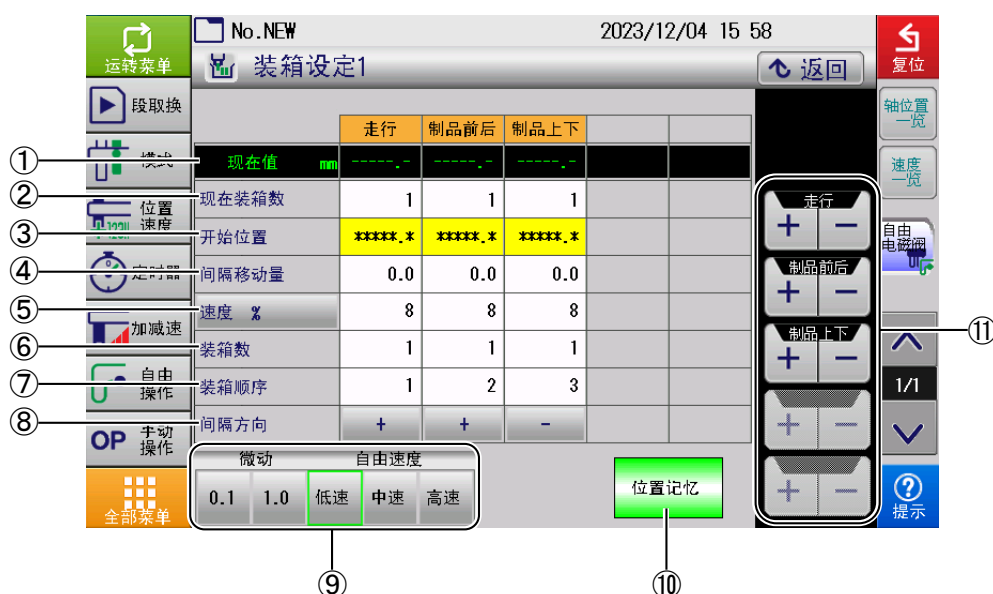 No.NEW 2023/12/04 15 58
运转菜单
装箱设定1
返回
复位
段取换
模式
位置
速度
定时器
加减速
自由
操作
OP 手动
操作
全部菜单
走行 制品前后 制品上下
① 现在值 mm -----.- -----.- -----.-
② 现在装箱数 1 1 1
③ 开始位置 *****.* *****.* *****.*
④ 间隔移动量 0.0 0.0 0.0
⑤ 速度 % 8 8 8
⑥ 装箱数 1 1 1
⑦ 装箱顺序 1 2 3
⑧ 间隔方向 + + -
微动 自由速度
0.1 1.0 低速 中速 高速
位置记忆
走行
+ -
制品前后
+ -
制品上下
+ -
+ -
+ -
轴位置
一览
速度
一览
自由
电磁阀
1/1
?
提示
⑨ ⑩
⑪